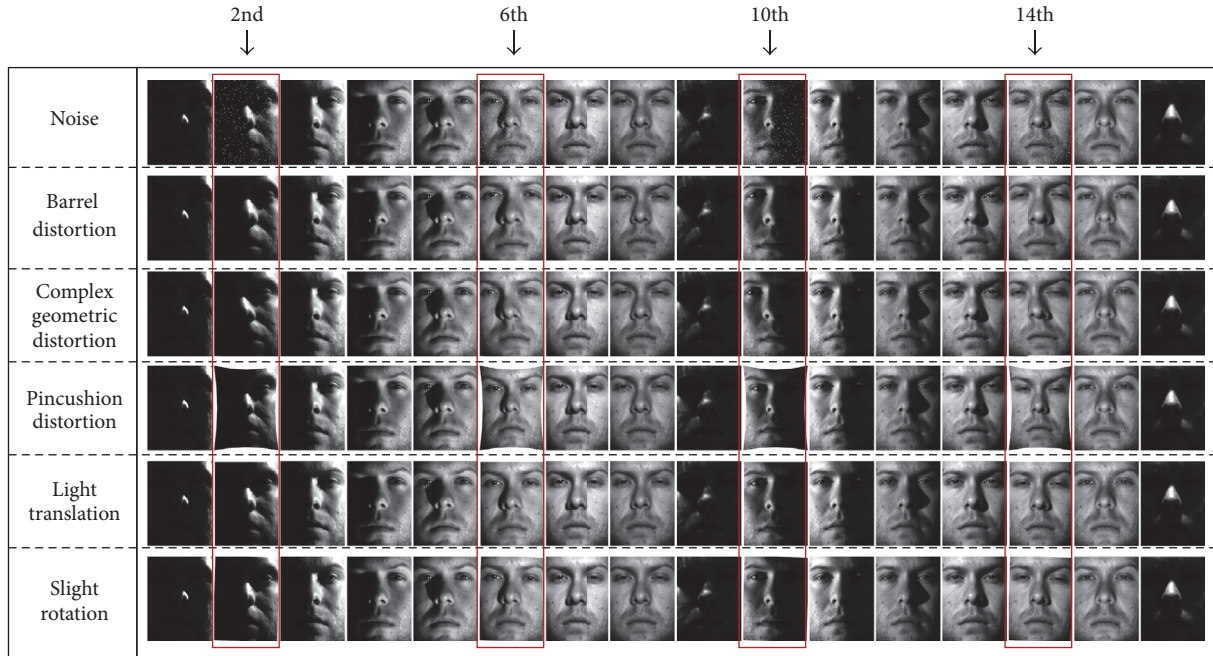 2nd 6th 10th 14th
Noise
Barrel
distortion
Complex
geometric
distortion
Pincushion
distortion
Light
translation
Slight
rotation